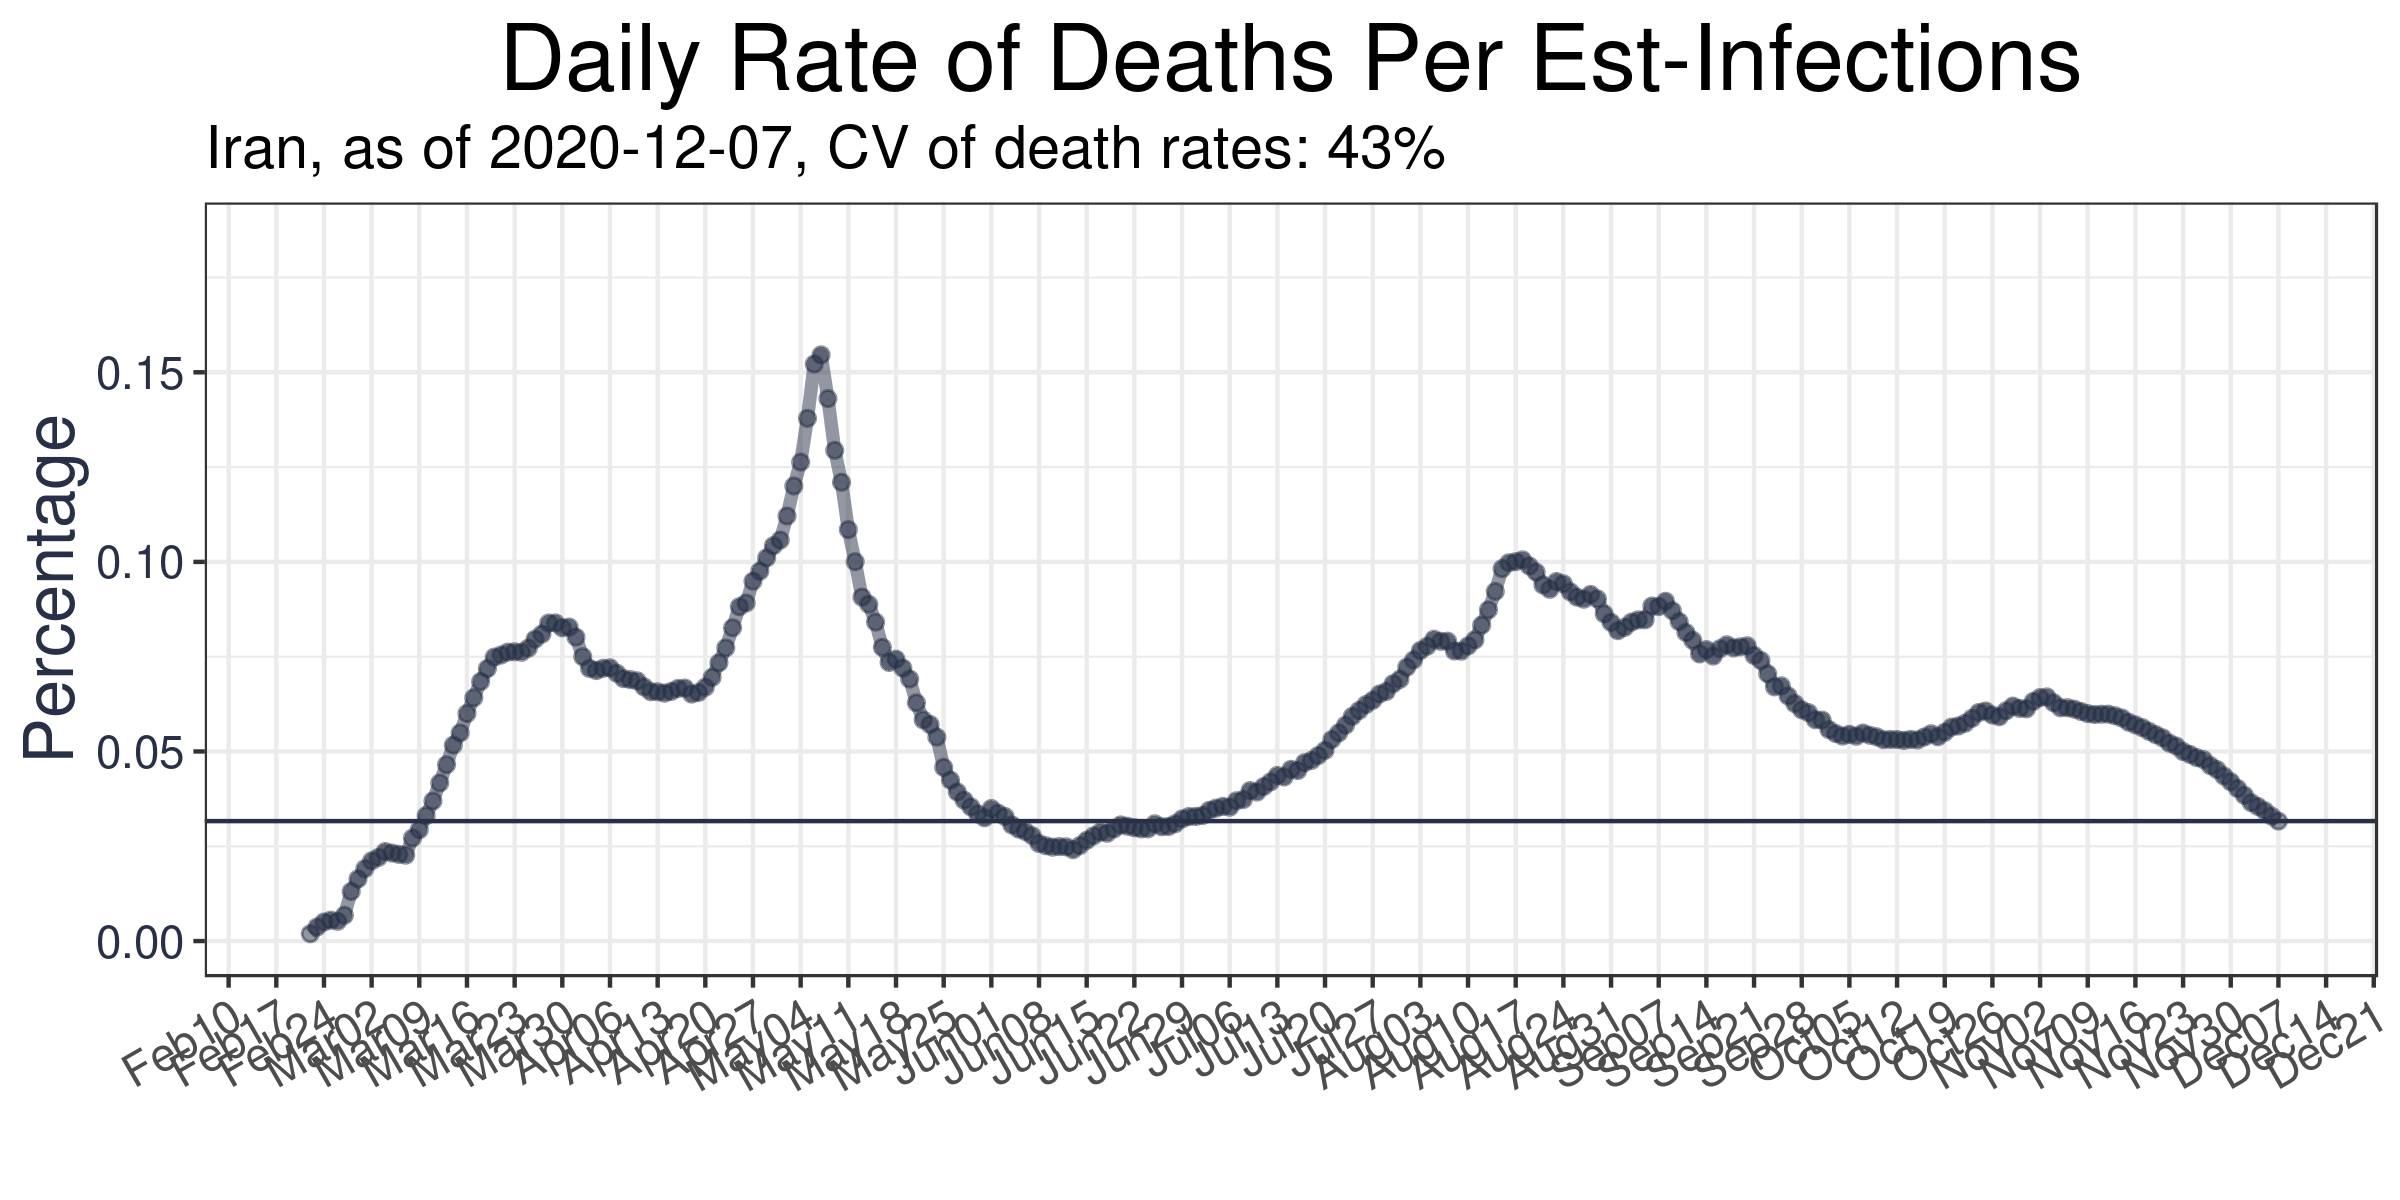 Daily Rate of Deaths Per Est-Infections
Iran, as of 2020-12-07, CV of death rates: 43%
Percentage
0.15
0.10
0.05
0.00
Feb10
Feb17
Feb24
Mar02
Mar09
Mar16
Mar23
Mar30
Apr06
Apr13
Apr20
Apr27
May04
May11
May18
May25
Jun01
Jun08
Jun15
Jun22
Jun29
Jul06
Jul13
Jul20
Jul27
Aug03
Aug10
Aug17
Aug24
Aug31
Sep07
Sep14
Sep21
Sep28
Oct05
Oct12
Oct19
Oct26
Nov02
Nov09
Nov16
Nov23
Nov30
Dec07
Dec14
Dec21